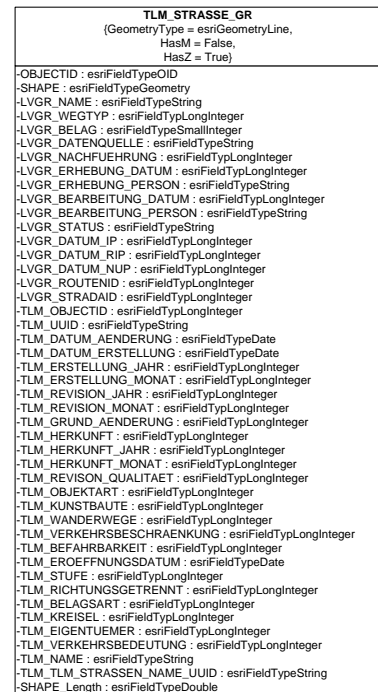 TLM_STRASSE_GR
{GeometryType = esriGeometryLine,
HasM = False,
HasZ = True}
-OBJECTID : esriFieldTypeOID
-SHAPE : esriFieldTypeGeometry
-LVGR_NAME : esriFieldTypeString
-LVGR_WEGTYP : esriFieldTypLongInteger
-LVGR_BELAG : esriFieldTypeSmallInteger
-LVGR_DATENQUELLE : esriFieldTypeString
-LVGR_NACHFUEHRUNG : esriFieldTypLongInteger
-LVGR_ERHEBUNG_DATUM : esriFieldTypLongInteger
-LVGR_ERHEBUNG_PERSON : esriFieldTypeString
-LVGR_BEARBEITUNG_DATUM : esriFieldTypLongInteger
-LVGR_BEARBEITUNG_PERSON : esriFieldTypeString
-LVGR_STATUS : esriFieldTypeString
-LVGR_DATUM_IP : esriFieldTypLongInteger
-LVGR_DATUM_RIP : esriFieldTypLongInteger
-LVGR_DATUM_NUP : esriFieldTypLongInteger
-LVGR_ROUTENID : esriFieldTypLongInteger
-LVGR_STRADAID : esriFieldTypLongInteger
-TLM_OBJECTID : esriFieldTypLongInteger
-TLM_UUID : esriFieldTypeString
-TLM_DATUM_AENDERUNG : esriFieldTypeDate
-TLM_DATUM_ERSTELLUNG : esriFieldTypeDate
-TLM_ERSTELLUNG_JAHR : esriFieldTypLongInteger
-TLM_ERSTELLUNG_MONAT : esriFieldTypLongInteger
-TLM_REVISION_JAHR : esriFieldTypLongInteger
-TLM_REVISION_MONAT : esriFieldTypLongInteger
-TLM_GRUND_AENDERUNG : esriFieldTypLongInteger
-TLM_HERKUNFT : esriFieldTypLongInteger
-TLM_HERKUNFT_JAHR : esriFieldTypLongInteger
-TLM_HERKUNFT_MONAT : esriFieldTypLongInteger
-TLM_REVISON_QUALITAET : esriFieldTypLongInteger
-TLM_OBJEKTART : esriFieldTypLongInteger
-TLM_KUNSTBAUTE : esriFieldTypLongInteger
-TLM_WANDERWEGE : esriFieldTypLongInteger
-TLM_VERKEHRSBESCHRAENKUNG : esriFieldTypLongInteger
-TLM_BEFAHRBARKEIT : esriFieldTypLongInteger
-TLM_EROEFFNUNGSDATUM : esriFieldTypeDate
-TLM_STUFE : esriFieldTypLongInteger
-TLM_RICHTUNGSGETRENNT : esriFieldTypLongInteger
-TLM_BELAGSART : esriFieldTypLongInteger
-TLM_KREISEL : esriFieldTypLongInteger
-TLM_EIGENTUEMER : esriFieldTypLongInteger
-TLM_VERKEHRSBEDEUTUNG : esriFieldTypLongInteger
-TLM_NAME : esriFieldTypeString
-TLM_TLM_STRASSEN_NAME_UUID : esriFieldTypeString
-SHAPE_Length : esriFieldTypeDouble